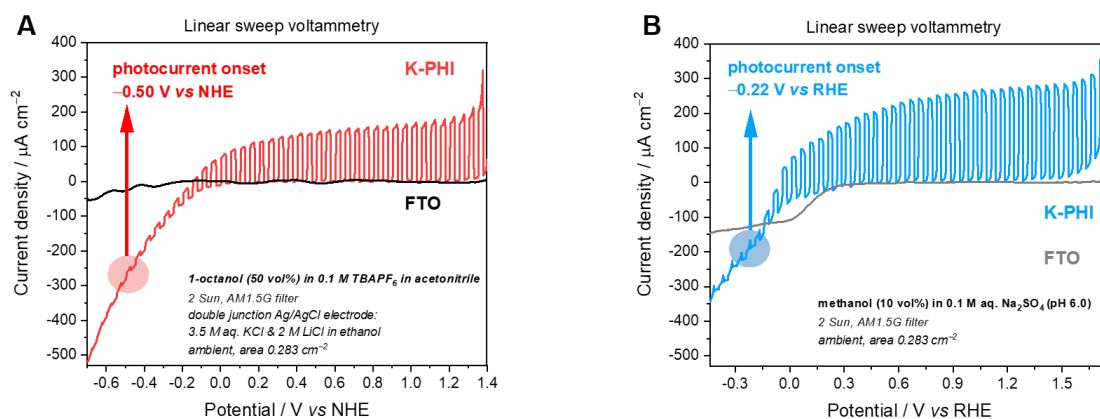 A
Linear sweep voltammetry
400
300
200
100
0
-100
-200
-300
-400
-500
Current density / μA cm⁻²
photocurrent onset
−0.50 V vs NHE
K-PHI
FTO
1-octanol (50 vol%) in 0.1 M TBAPF₆ in acetonitrile
2 Sun, AM1.5G filter
double junction Ag/AgCl electrode:
3.5 M aq. KCl & 2 M LiCl in ethanol
ambient, area 0.283 cm⁻²
-0.6 -0.4 -0.2 0.0 0.2 0.4 0.6 0.8 1.0 1.2 1.4
Potential / V vs NHE
B
Linear sweep voltammetry
400
300
200
100
0
-100
-200
-300
-400
-500
Current density / μA cm⁻²
photocurrent onset
−0.22 V vs RHE
K-PHI
FTO
methanol (10 vol%) in 0.1 M aq. Na₂SO₄ (pH 6.0)
2 Sun, AM1.5G filter
ambient, area 0.283 cm⁻²
-0.3 0.0 0.3 0.6 0.9 1.2 1.5
Potential / V vs RHE